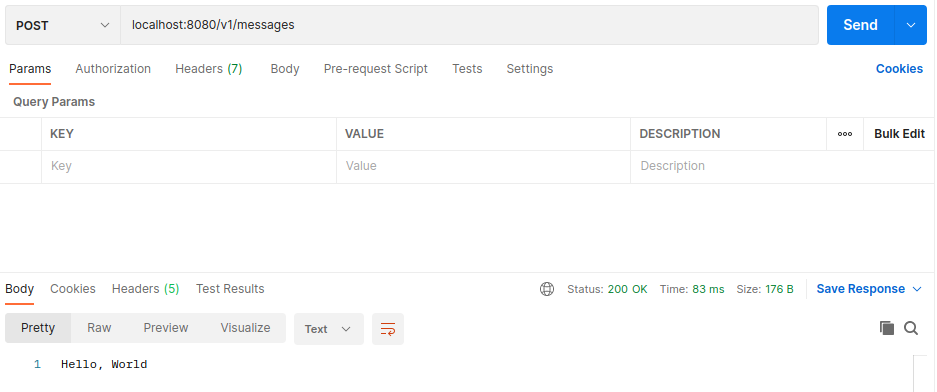 POST localhost:8080/v1/messages Send
Params Authorization Headers (7) Body Pre-request Script Tests Settings Cookies
Query Params
KEY VALUE DESCRIPTION ooo Bulk Edit
Key Value Description
Body Cookies Headers (5) Test Results Status: 200 OK Time: 83 ms Size: 176 B Save Response
Pretty Raw Preview Visualize Text
1 Hello, World